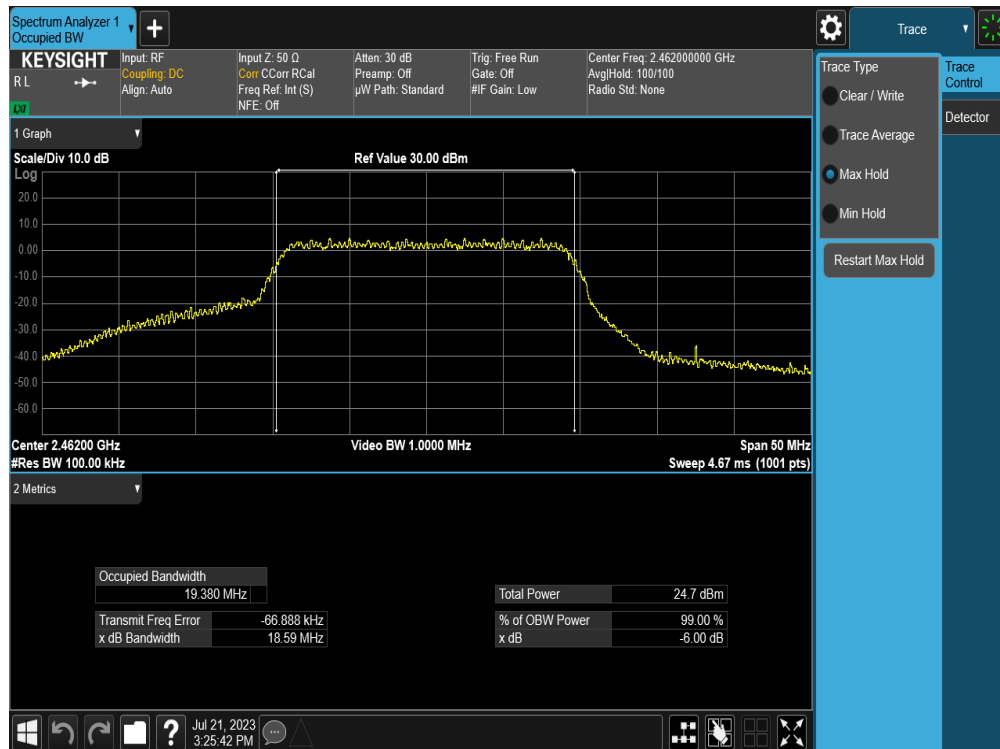 Spectrum Analyzer 1
Occupied BW
+
Trace
KEYSIGHT
R L
LXI
Input: RF
Coupling: DC
Align: Auto
Input Z: 50 Ω
Corr CCorr RCal
Freq Ref: Int (S)
NFE: Off
Atten: 30 dB
Preamp: Off
µW Path: Standard
Trig: Free Run
Gate: Off
#IF Gain: Low
Center Freq: 2.462000000 GHz
Avg|Hold: 100/100
Radio Std: None
Trace Type
Clear / Write
Trace Average
Max Hold
Min Hold
Restart Max Hold
Trace
Control
Detector
1 Graph
Scale/Div 10.0 dB
Ref Value 30.00 dBm
Log
20.0
10.0
0.00
-10.0
-20.0
-30.0
-40.0
-50.0
-60.0
Center 2.46200 GHz
Video BW 1.0000 MHz
Span 50 MHz
#Res BW 100.00 kHz
Sweep 4.67 ms (1001 pts)
2 Metrics
Occupied Bandwidth
19.380 MHz
Total Power 24.7 dBm
Transmit Freq Error -66.888 kHz
% of OBW Power 99.00 %
x dB Bandwidth 18.59 MHz
x dB -6.00 dB
?
Jul 21, 2023
3:25:42 PM